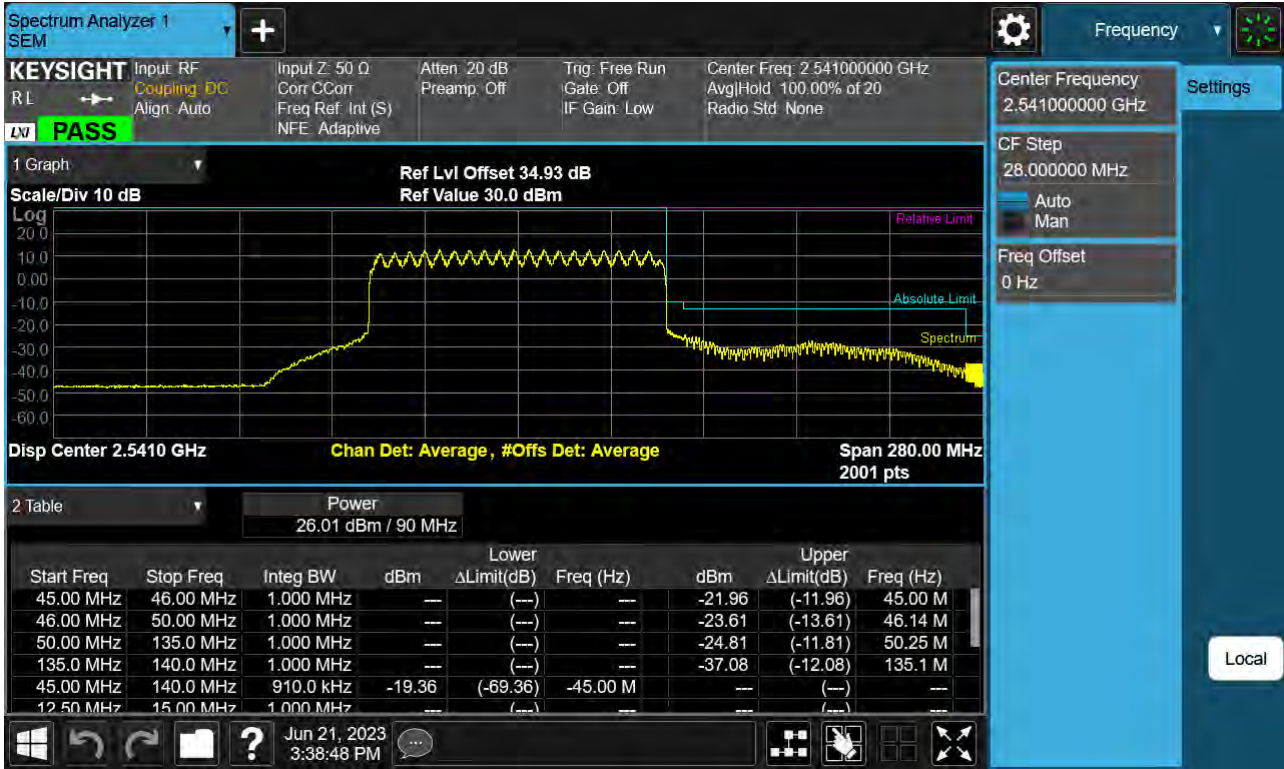 Spectrum Analyzer 1
SEM
Frequency
KEYSIGHT
RL
LXI
PASS
Input: RF
Coupling: DC
Align: Auto
Input Z: 50 Ω
Corr CCorr
Freq Ref: Int (S)
NFE: Adaptive
Atten: 20 dB
Preamp: Off
Trig: Free Run
Gate: Off
IF Gain: Low
Center Freq: 2.541000000 GHz
Avg|Hold: 100.00% of 20
Radio Std: None
Center Frequency
2.541000000 GHz
Settings
CF Step
28.000000 MHz
Auto
Man
Freq Offset
0 Hz
Local
1 Graph
Scale/Div 10 dB
Ref Lvl Offset 34.93 dB
Ref Value 30.0 dBm
Log
20.0
10.0
0.00
-10.0
-20.0
-30.0
-40.0
-50.0
-60.0
Relative Limit
Absolute Limit
Spectrum
Disp Center 2.5410 GHz
Chan Det: Average, #Offs Det: Average
Span 280.00 MHz
2001 pts
2 Table
Power
26.01 dBm / 90 MHz
Lower Upper
Start Freq Stop Freq Integ BW dBm ΔLimit(dB) Freq (Hz) dBm ΔLimit(dB) Freq (Hz)
45.00 MHz 46.00 MHz 1.000 MHz --- (---) --- -21.96 (-11.96) 45.00 M
46.00 MHz 50.00 MHz 1.000 MHz --- (---) --- -23.61 (-13.61) 46.14 M
50.00 MHz 135.0 MHz 1.000 MHz --- (---) --- -24.81 (-11.81) 50.25 M
135.0 MHz 140.0 MHz 1.000 MHz --- (---) --- -37.08 (-12.08) 135.1 M
45.00 MHz 140.0 MHz 910.0 kHz -19.36 (-69.36) -45.00 M --- (---) ---
12.50 MHz 15.00 MHz 1.000 MHz --- (---) --- --- (---) ---
?
Jun 21, 2023
3:38:48 PM